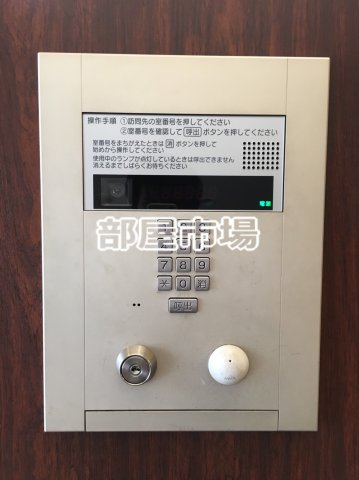 操作手順 ①訪問先の室番号を押してください
②室番号を確認して 呼出 ボタンを押してください
室番号をまちがえたときは 消 ボタンを押して
始めから操作してください
使用中のランプが点灯しているときは呼出できません
消えるまでしばらくお待ちください
電源
部屋市場
7 8 9
* 0 消
呼出